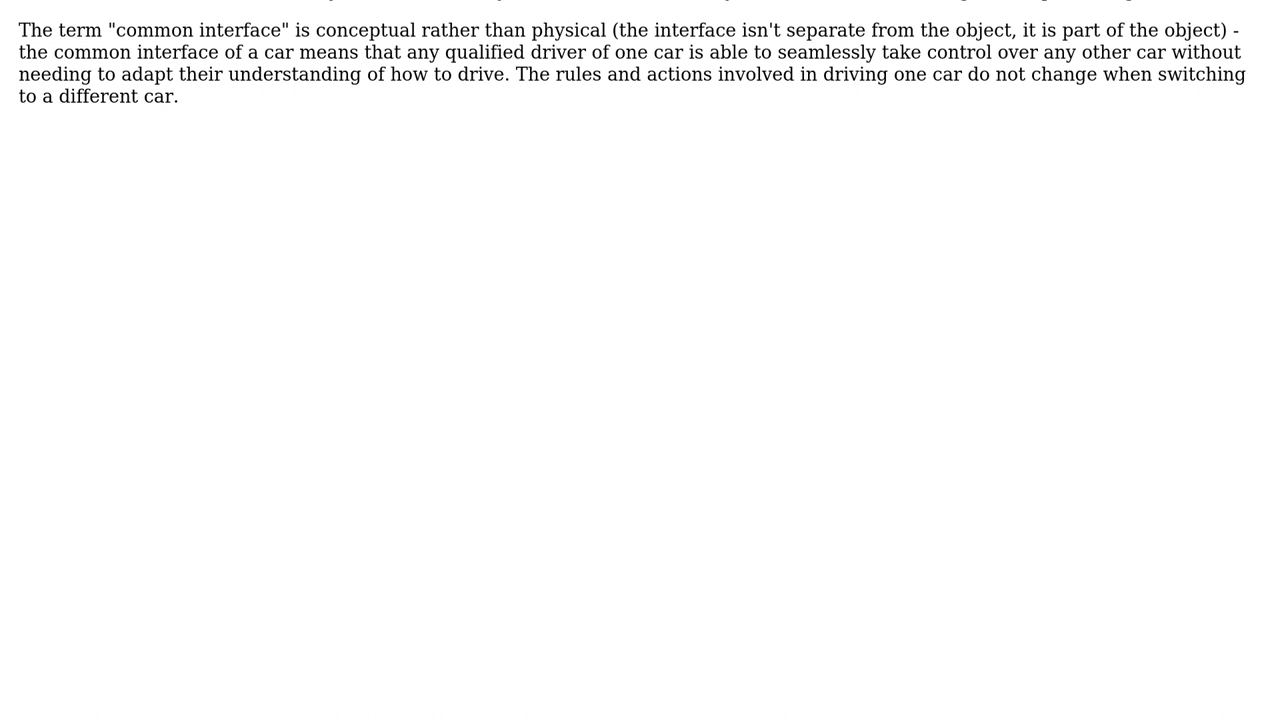 The term "common interface" is conceptual rather than physical (the interface isn't separate from the object, it is part of the object) -
the common interface of a car means that any qualified driver of one car is able to seamlessly take control over any other car without
needing to adapt their understanding of how to drive. The rules and actions involved in driving one car do not change when switching
to a different car.